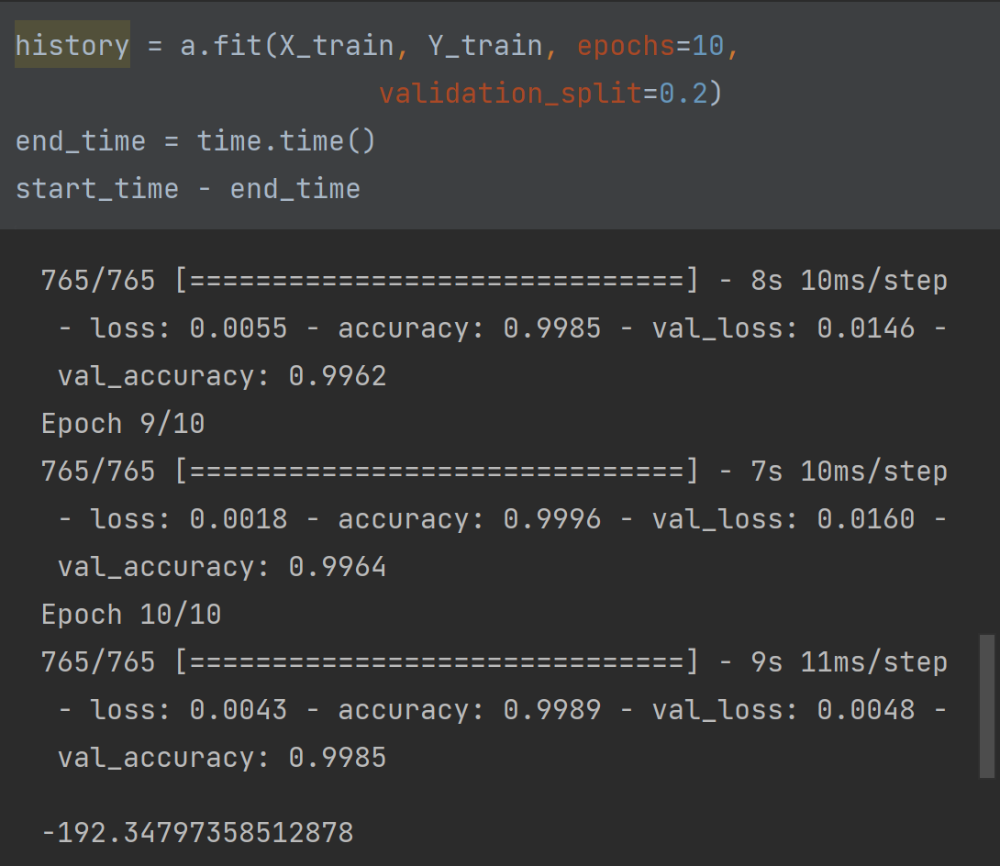 history = a.fit(X_train, Y_train, epochs=10,
validation_split=0.2)
end_time = time.time()
start_time - end_time
765/765 [==============================] - 8s 10ms/step
- loss: 0.0055 - accuracy: 0.9985 - val_loss: 0.0146 -
val_accuracy: 0.9962
Epoch 9/10
765/765 [==============================] - 7s 10ms/step
- loss: 0.0018 - accuracy: 0.9996 - val_loss: 0.0160 -
val_accuracy: 0.9964
Epoch 10/10
765/765 [==============================] - 9s 11ms/step
- loss: 0.0043 - accuracy: 0.9989 - val_loss: 0.0048 -
val_accuracy: 0.9985
-192.34797358512878